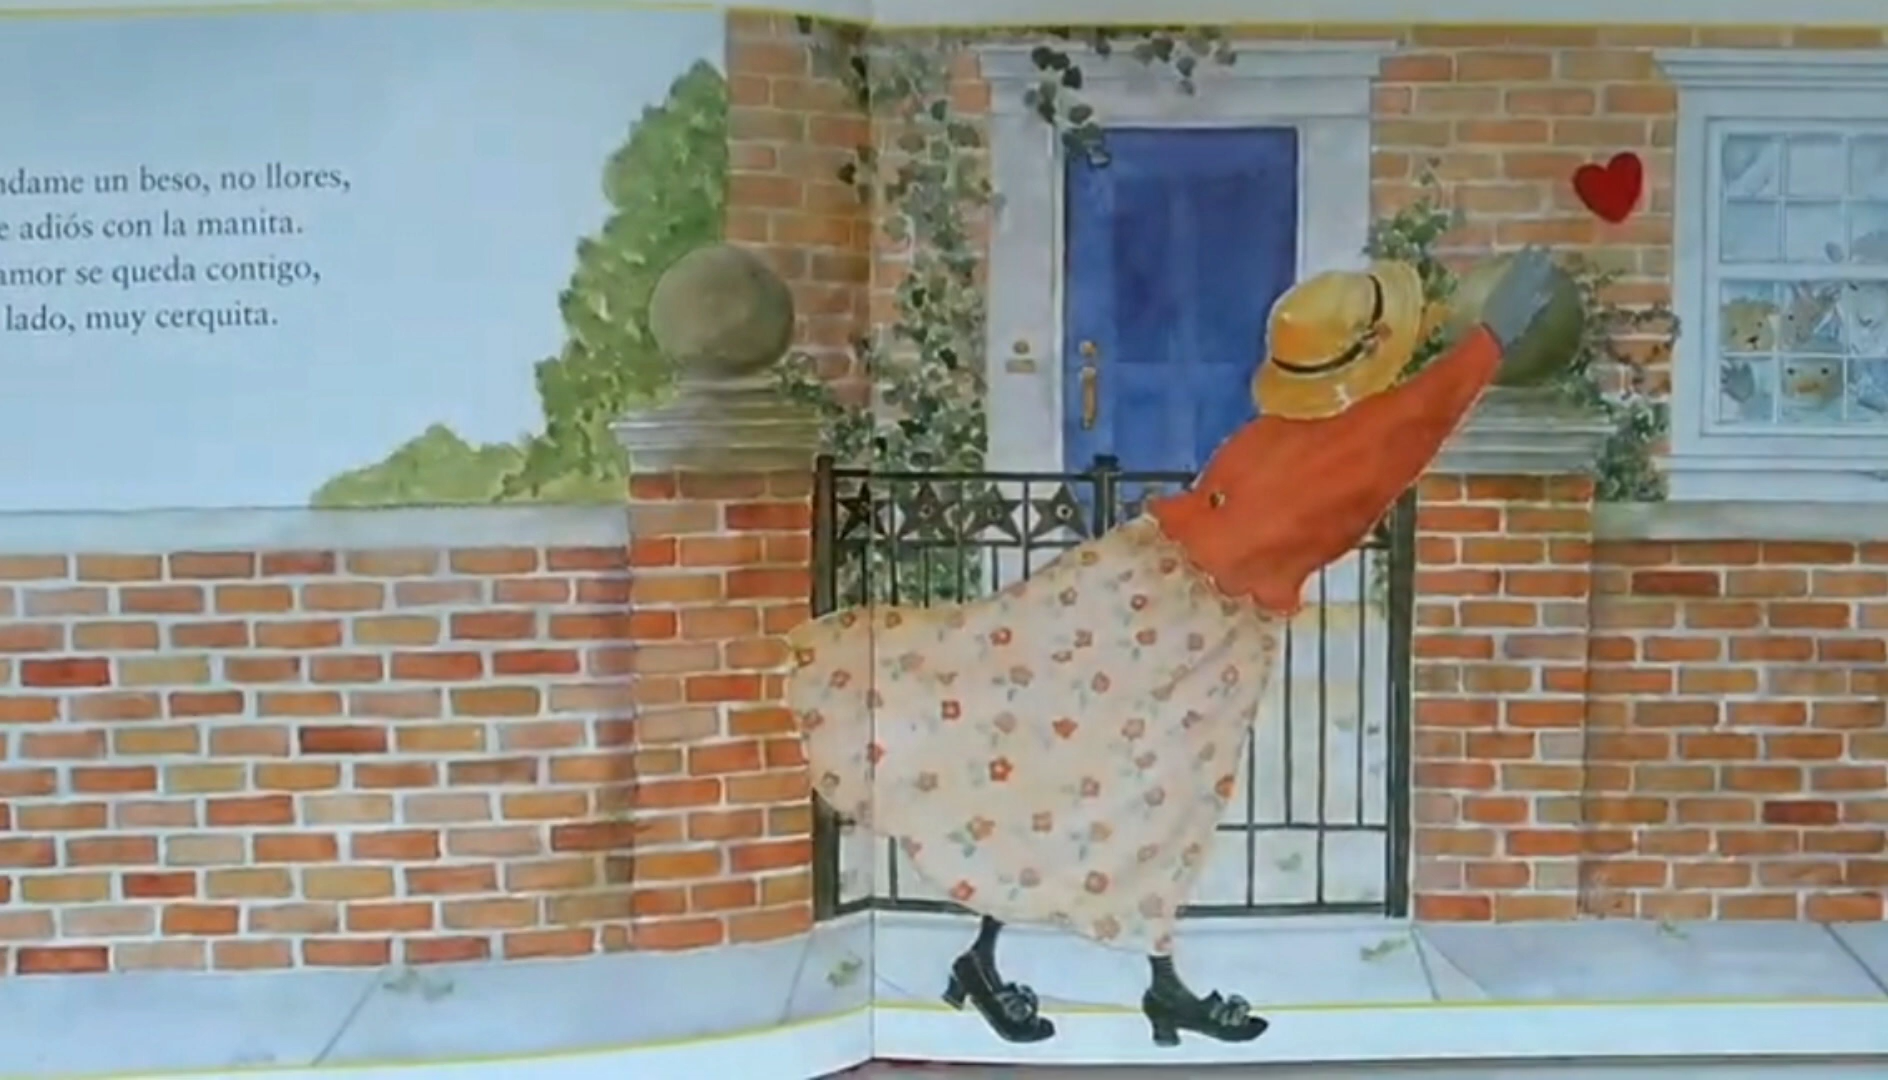 ndame un beso, no llores,
e adiós con la manita.
amor se queda contigo,
lado, muy cerquita.